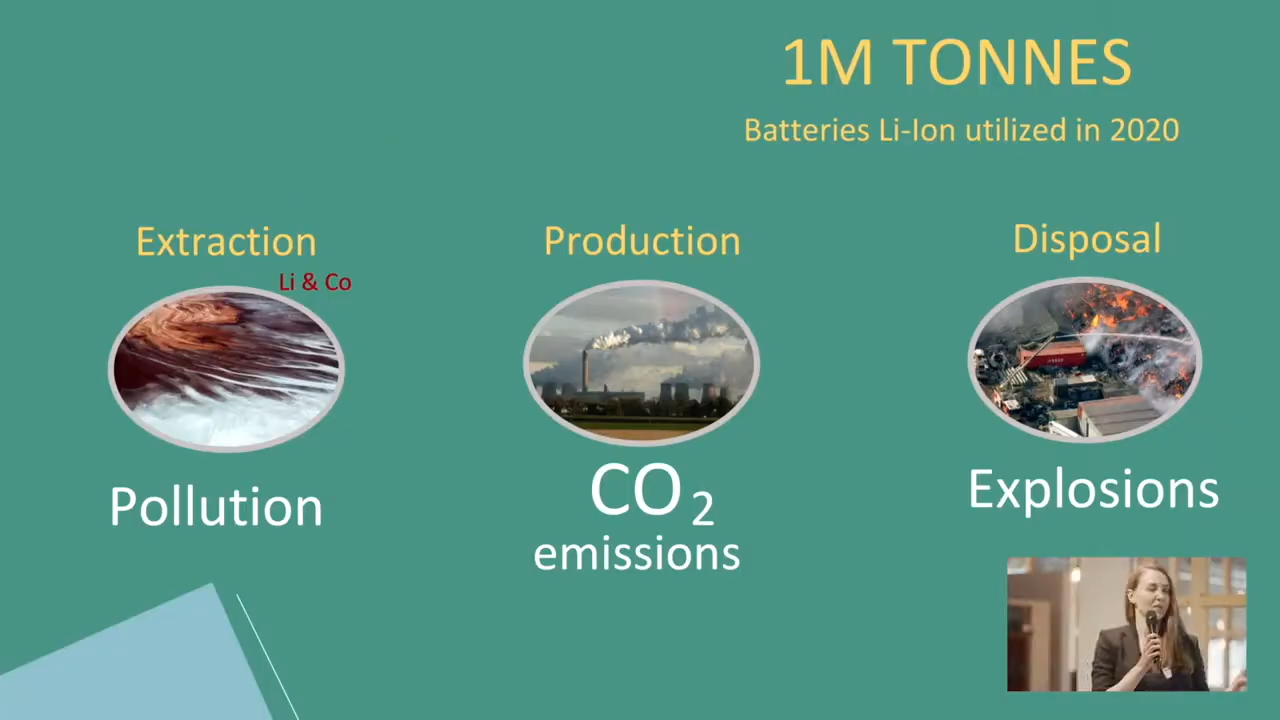 1M TONNES
Batteries Li-Ion utilized in 2020
Extraction
Li & Co
Pollution
Production
CO2
emissions
Disposal
Explosions